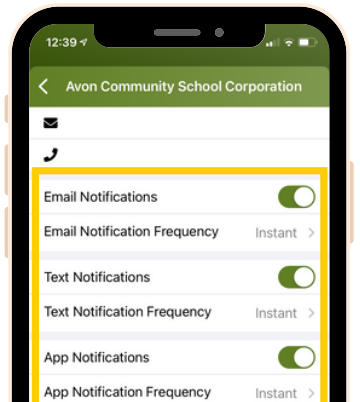 12:39
Avon Community School Corporation
Email Notifications
Email Notification Frequency Instant
Text Notifications
Text Notification Frequency Instant
App Notifications
App Notification Frequency Instant